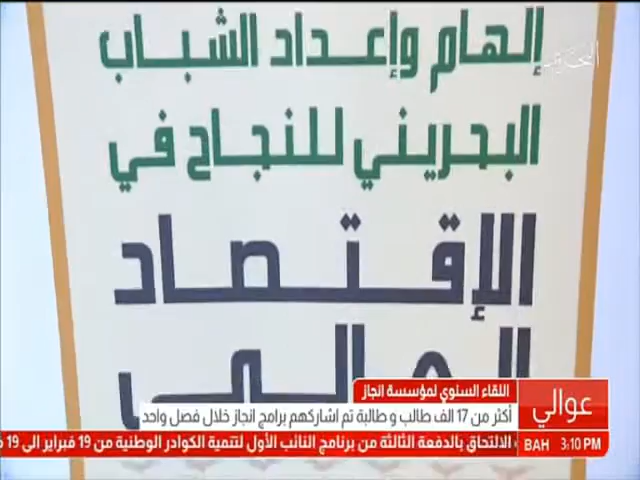 إلهام وإعداد الشباب
البحريني للنجاح في
الإقتصاد
البحرين
اللقاء السنوي لمؤسسة انجاز
أكثر من 17 الف طالب و طالبة تم اشاركهم برامج انجاز خلال فصل واحد
عوالي
BAH 3:10 PM
الالتحاق بالدفعة الثالثة من برنامج النائب الأول لتنمية الكوادر الوطنية من 19 فبراير الى 19